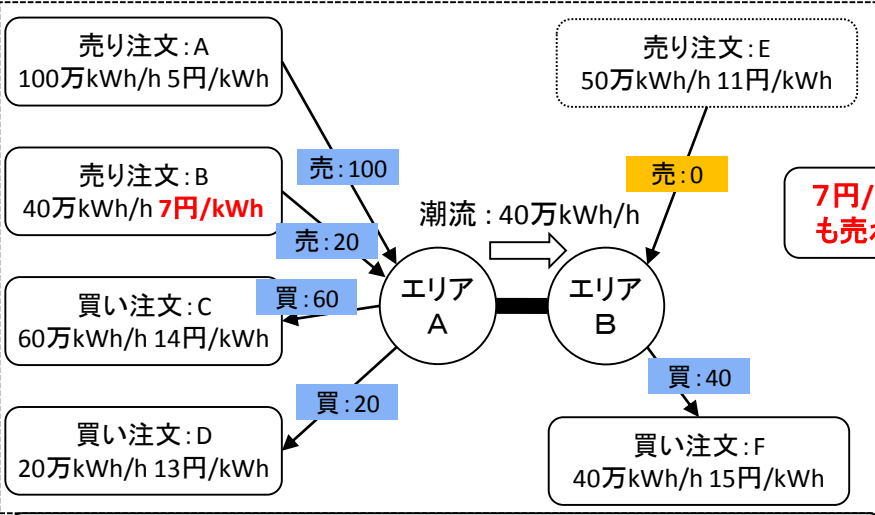 売り注文:A
100万kWh/h 5円/kWh
売り注文:E
50万kWh/h 11円/kWh
売:100
売:0
売り注文:B
40万kWh/h 7円/kWh
7円/
も売
潮流:40万kWh/h
売:20
エリア
A
エリア
B
買い注文:C
60万kWh/h 14円/kWh
買:60
買:20
買:40
買い注文:D
20万kWh/h 13円/kWh
買い注文:F
40万kWh/h 15円/kWh